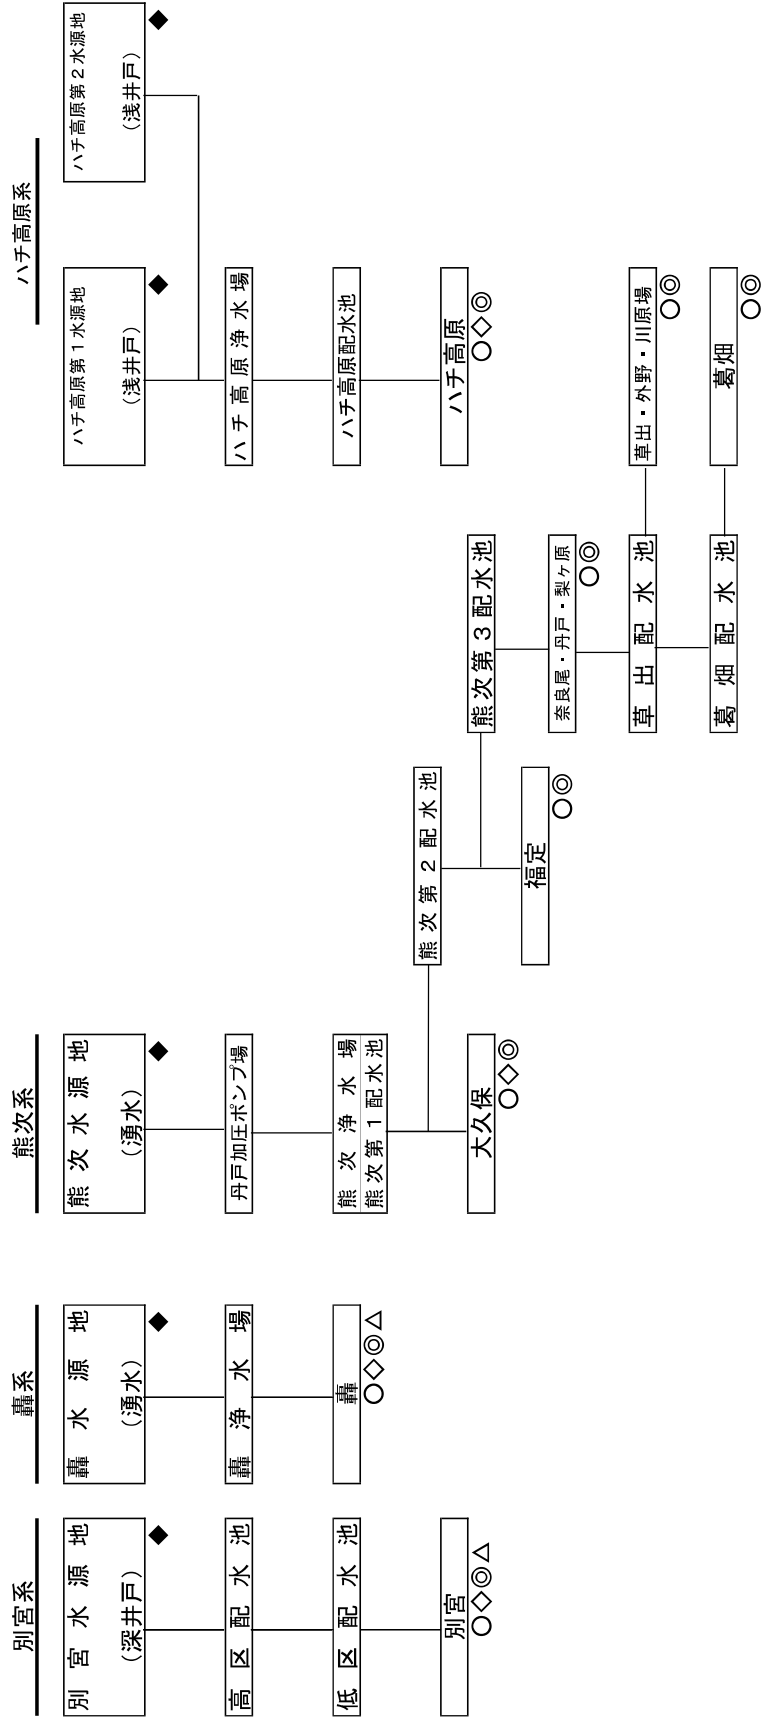 別宮系
別宮水源地
（深井戸）
◆
高区配水池
低区配水池
別宮
○◇◎△
轟系
轟水源地
（湧水）
◆
轟浄水場
轟
○◇◎△
熊次系
熊次水源地
（湧水）
◆
丹戸加圧ポンプ場
熊次浄水場
熊次第１配水池
大久保
○◇◎
熊次第２配水池
福定
○◎
熊次第３配水池
奈良尾・丹戸・梨ヶ原
○◎
草出配水池
草出・外野・川原場
○◎
葛畑配水池
葛畑
○◎
ハチ高原系
ハチ高原第１水源地
（浅井戸）
◆
ハチ高原第２水源地
（浅井戸）
◆
ハチ高原浄水場
ハチ高原配水池
ハチ高原
○◇◎